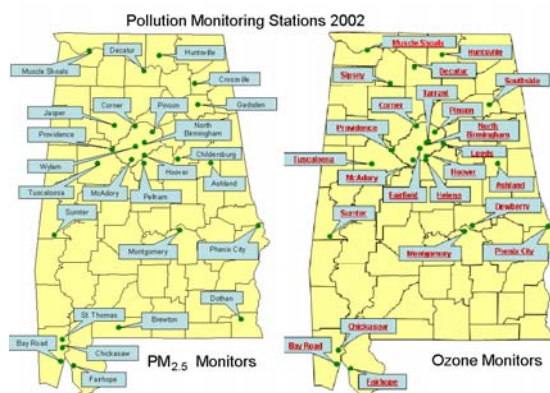 Pollution Monitoring Stations 2002
Muscle Shoals
Decatur
Huntsville
Crossville
Gadsden
Jasper
Corner
Pinson
Providence
North
Birmingham
Wylam
Childersburg
Tuscaloosa
McAdory
Hoover
Ashland
Pelham
Sumter
Montgomery
Phenix City
Dothan
Brewton
St. Thomas
Bay Road
Chickasaw
Fairhope
PM2.5 Monitors
Muscle Shoals
Huntsville
Decatur
Sipsey
Tarrant
Southside
Corner
Pinson
Providence
North
Birmingham
Tuscaloosa
Leeds
McAdory
Hoover
Ashland
Fairfield
Helena
Sumter
Dewberry
Montgomery
Phenix City
Chickasaw
Bay Road
Fairhope
Ozone Monitors